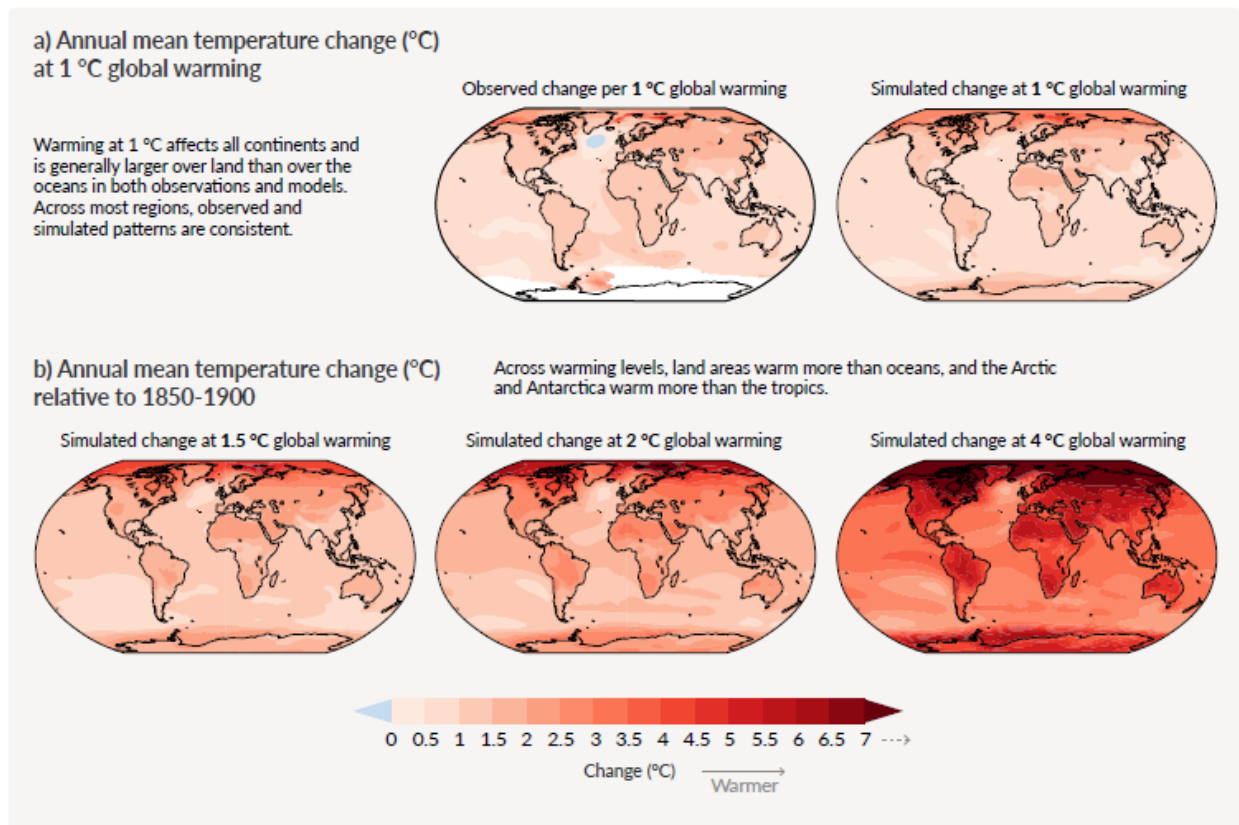 a) Annual mean temperature change (°C)
at 1 °C global warming
Warming at 1 °C affects all continents and
is generally larger over land than over the
oceans in both observations and models.
Across most regions, observed and
simulated patterns are consistent.
Observed change per 1 °C global warming
Simulated change at 1 °C global warming
b) Annual mean temperature change (°C)
relative to 1850-1900
Across warming levels, land areas warm more than oceans, and the Arctic
and Antarctica warm more than the tropics.
Simulated change at 1.5 °C global warming
Simulated change at 2 °C global warming
Simulated change at 4 °C global warming
0 0.5 1 1.5 2 2.5 3 3.5 4 4.5 5 5.5 6 6.5 7
Change (°C)
Warmer